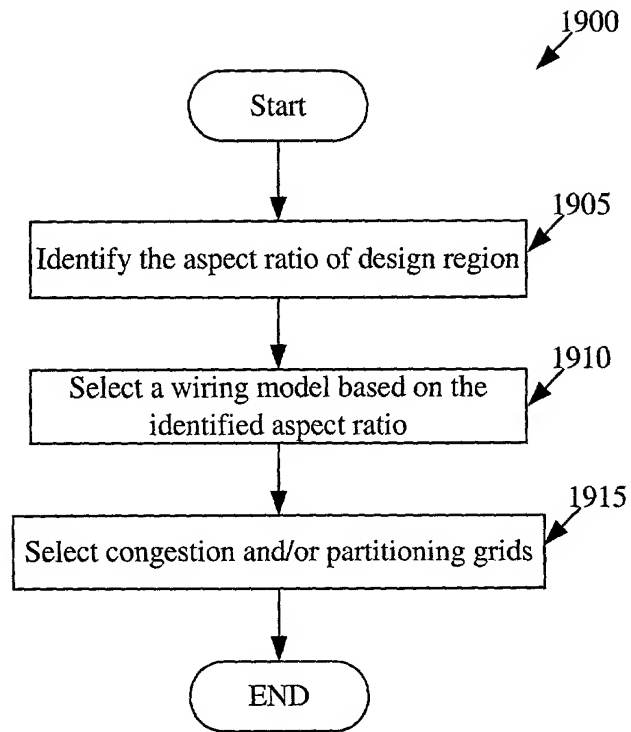 1900
Start
1905
Identify the aspect ratio of design region
1910
Select a wiring model based on the
identified aspect ratio
1915
Select congestion and/or partitioning grids
END